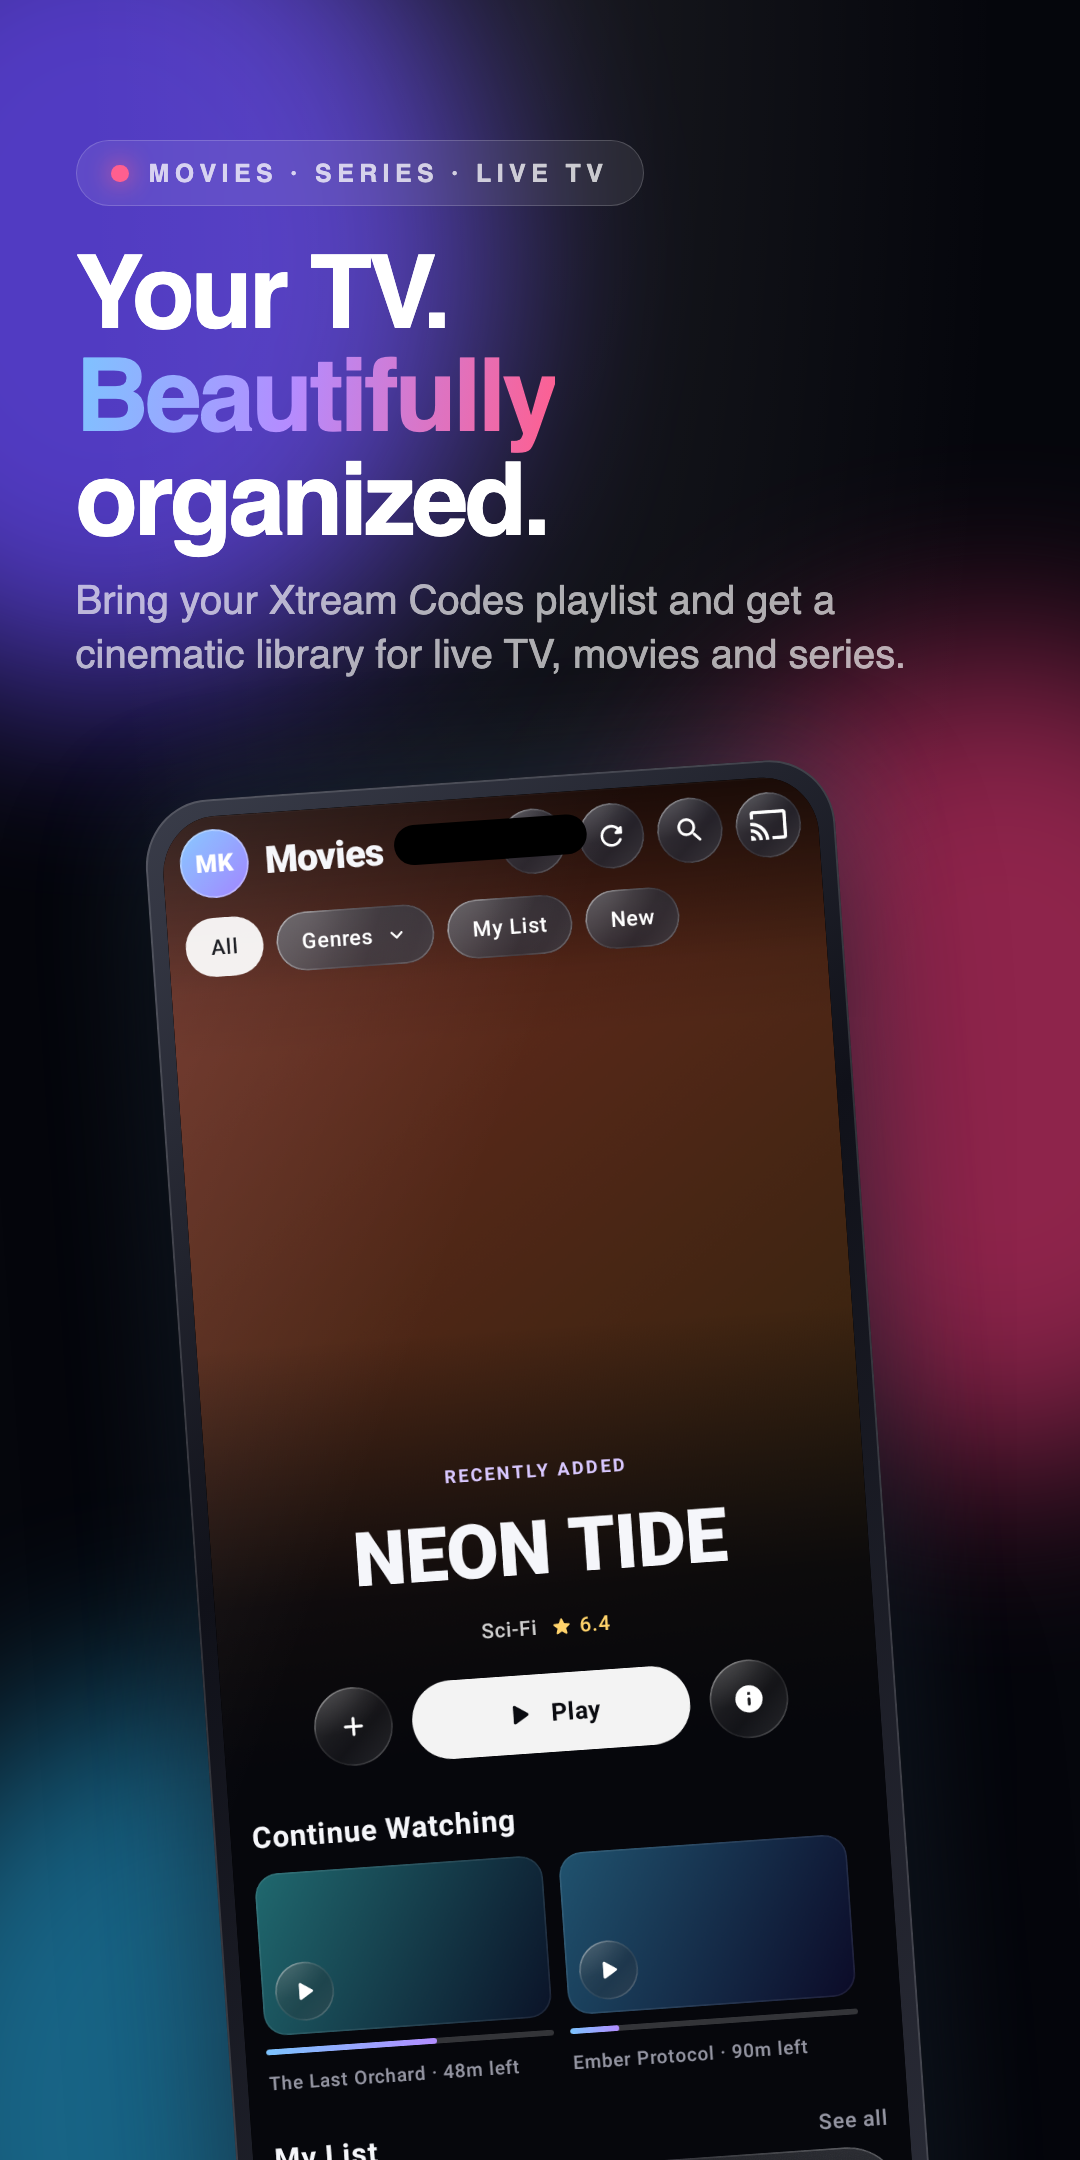 MOVIES · SERIES · LIVE TV
Your TV.
Beautifully
organized.
Bring your Xtream Codes playlist and get a
cinematic library for live TV, movies and series.
MK
Movies
All
Genres
My List
New
RECENTLY ADDED
NEON TIDE
Sci-Fi ★ 6.4
Play
Continue Watching
The Last Orchard · 48m left
Ember Protocol · 90m left
My List
See all